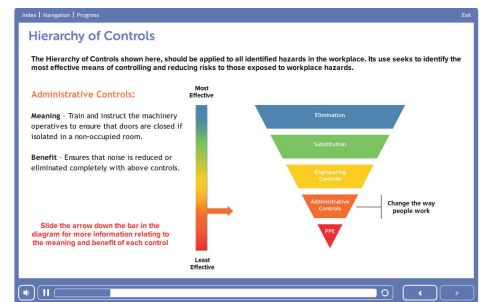 Index | Navigation | Progress
Exit
Hierarchy of Controls
The Hierarchy of Controls shown here, should be applied to all identified hazards in the workplace. Its use seeks to identify the
most effective means of controlling and reducing risks to those exposed to workplace hazards.
Administrative Controls:
Meaning - Train and instruct the machinery
operatives to ensure that doors are closed if
isolated in a non-occupied room.
Benefit - Ensures that noise is reduced or
eliminated completely with above controls.
Slide the arrow down the bar in the
diagram for more information relating to
the meaning and benefit of each control
Most
Effective
Least
Effective
Elimination
Substitution
Engineering
Controls
Administrative
Controls
PPE
Change the way
people work